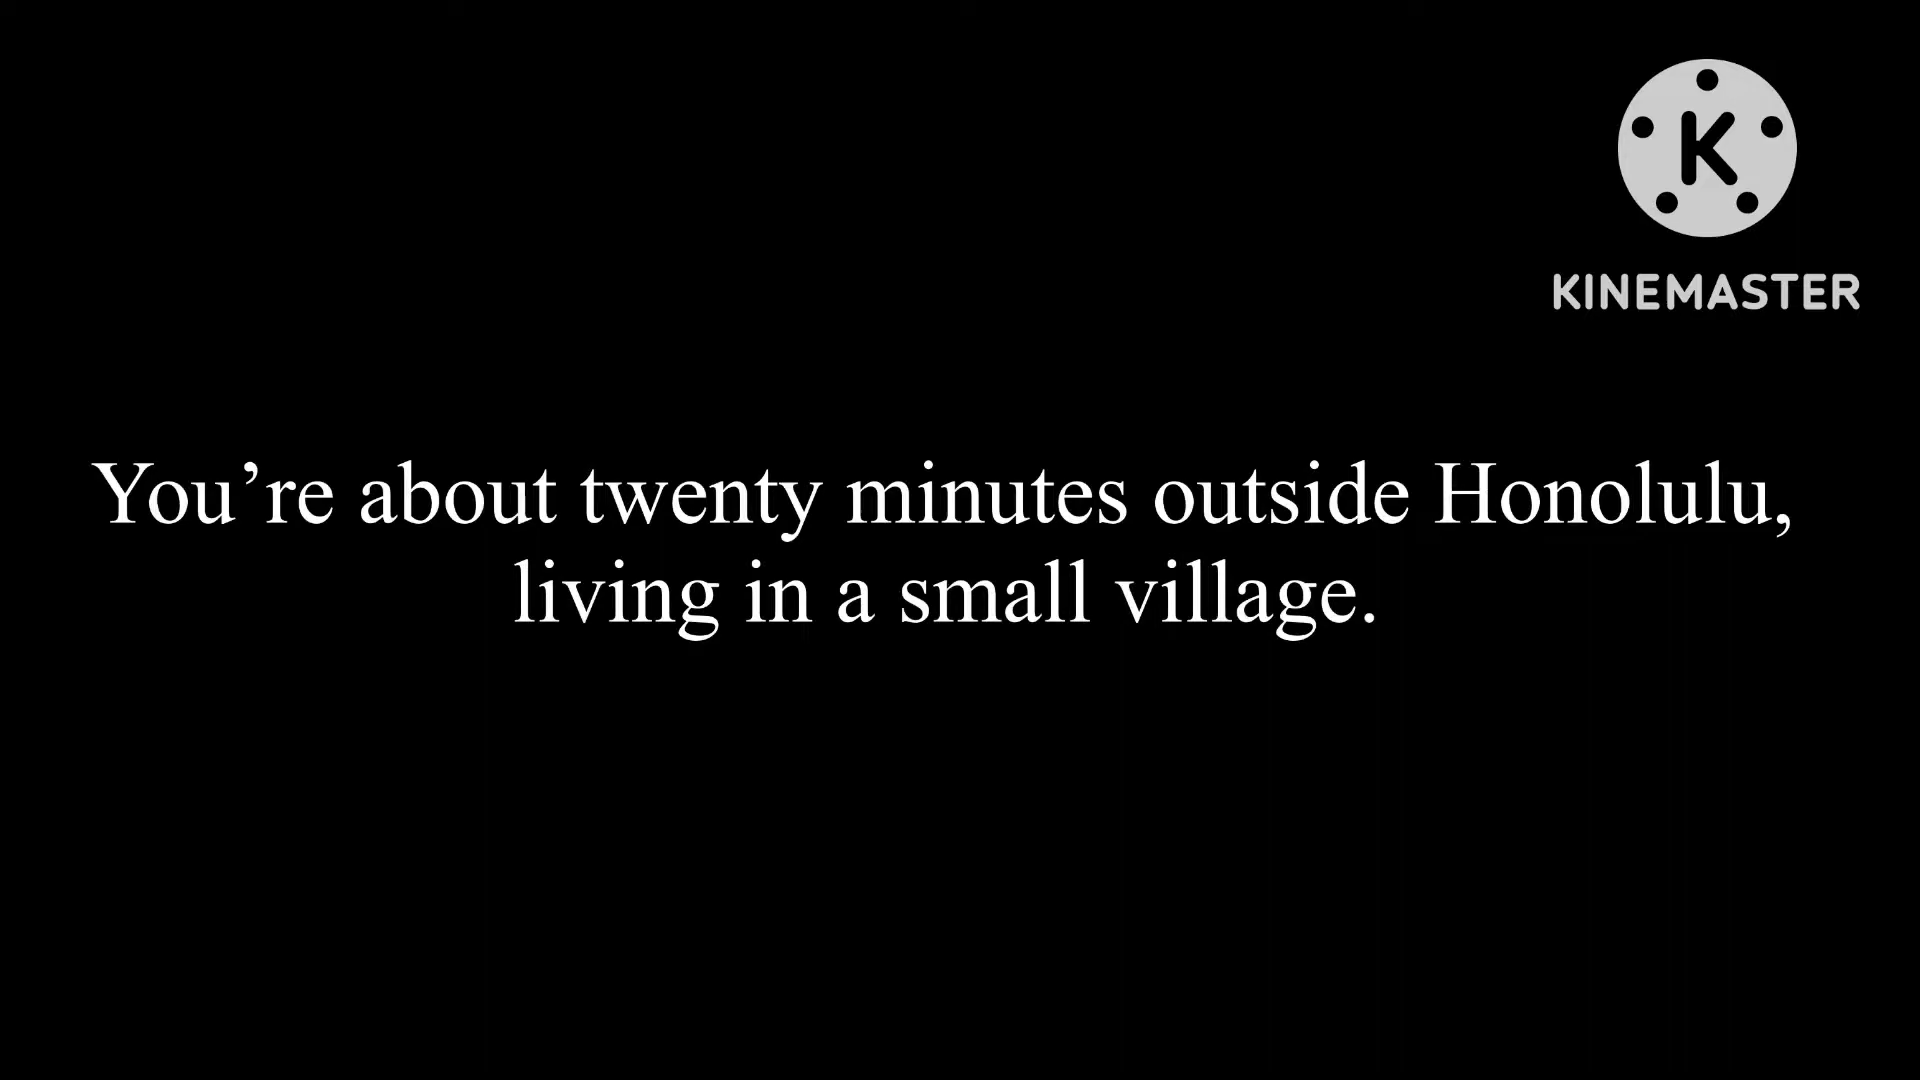 K
KINEMASTER
You’re about twenty minutes outside Honolulu,
living in a small village.